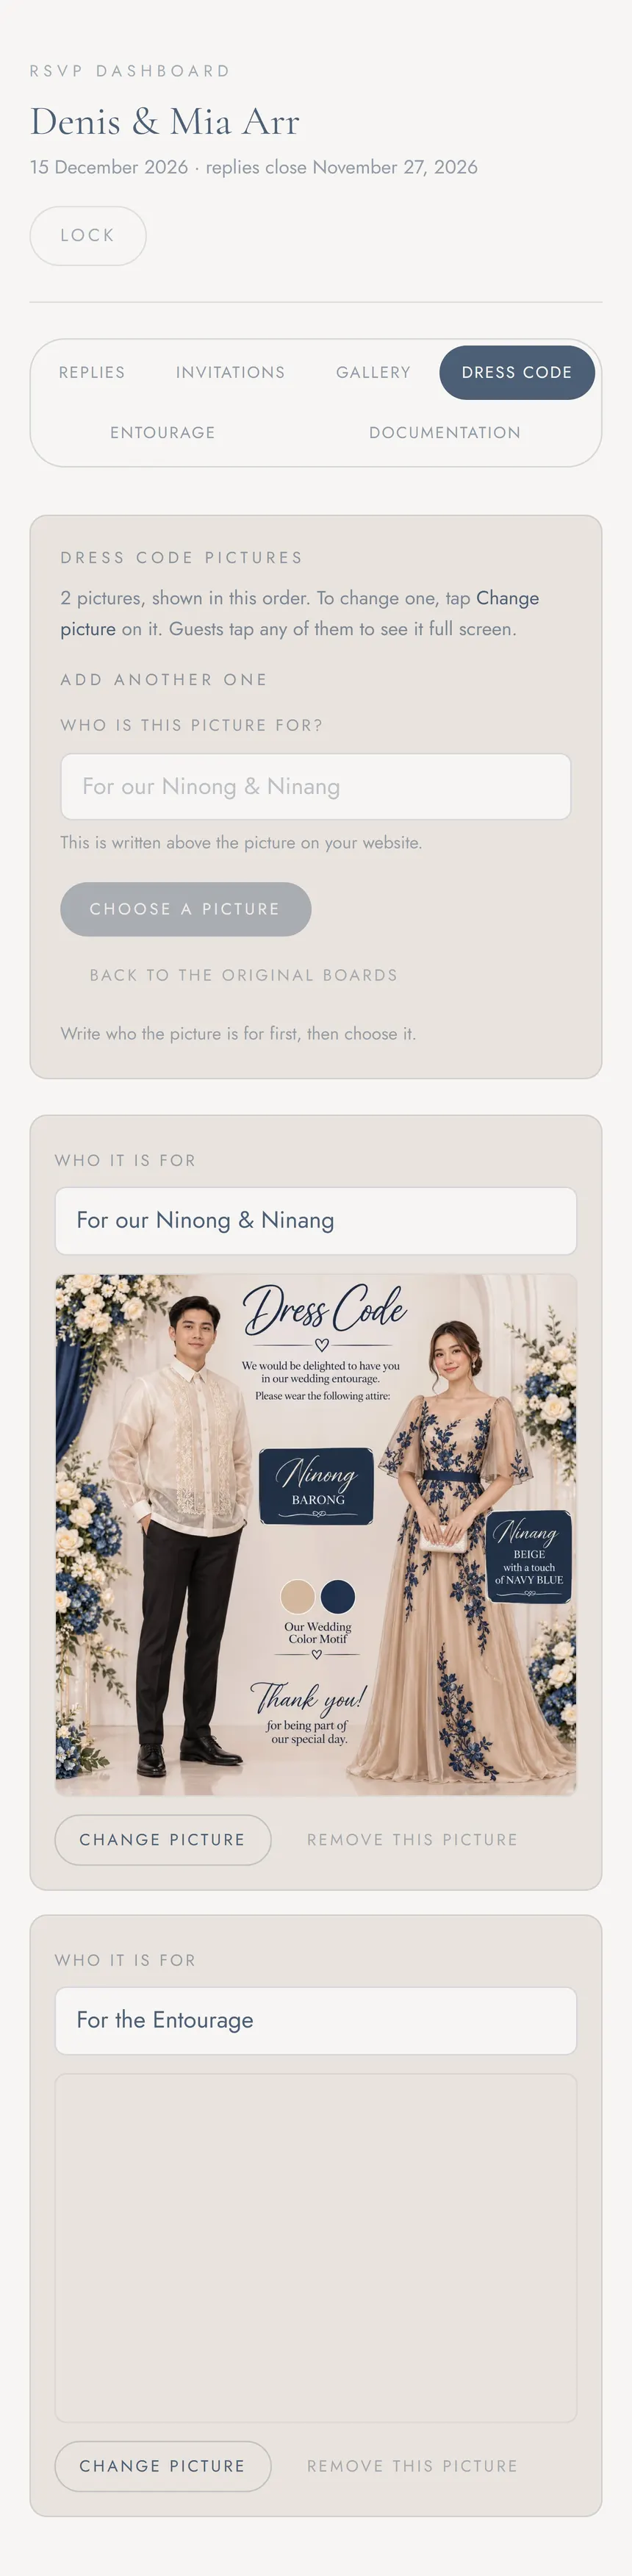 RSVP DASHBOARD
Denis & Mia Arr
15 December 2026 · replies close November 27, 2026
LOCK
REPLIES
INVITATIONS
GALLERY
DRESS CODE
ENTOURAGE
DOCUMENTATION
DRESS CODE PICTURES
2 pictures, shown in this order. To change one, tap Change
picture on it. Guests tap any of them to see it full screen.
ADD ANOTHER ONE
WHO IS THIS PICTURE FOR?
For our Ninong & Ninang
This is written above the picture on your website.
CHOOSE A PICTURE
BACK TO THE ORIGINAL BOARDS
Write who the picture is for first, then choose it.
WHO IT IS FOR
For our Ninong & Ninang
Dress Code
We would be delighted to have you
in our wedding entourage.
Please wear the following attire:
Ninong
BARONG
Ninang
BEIGE
with a touch
of NAVY BLUE
Our Wedding
Color Motif
Thank you!
for being part of
our special day.
CHANGE PICTURE
REMOVE THIS PICTURE
WHO IT IS FOR
For the Entourage
CHANGE PICTURE
REMOVE THIS PICTURE